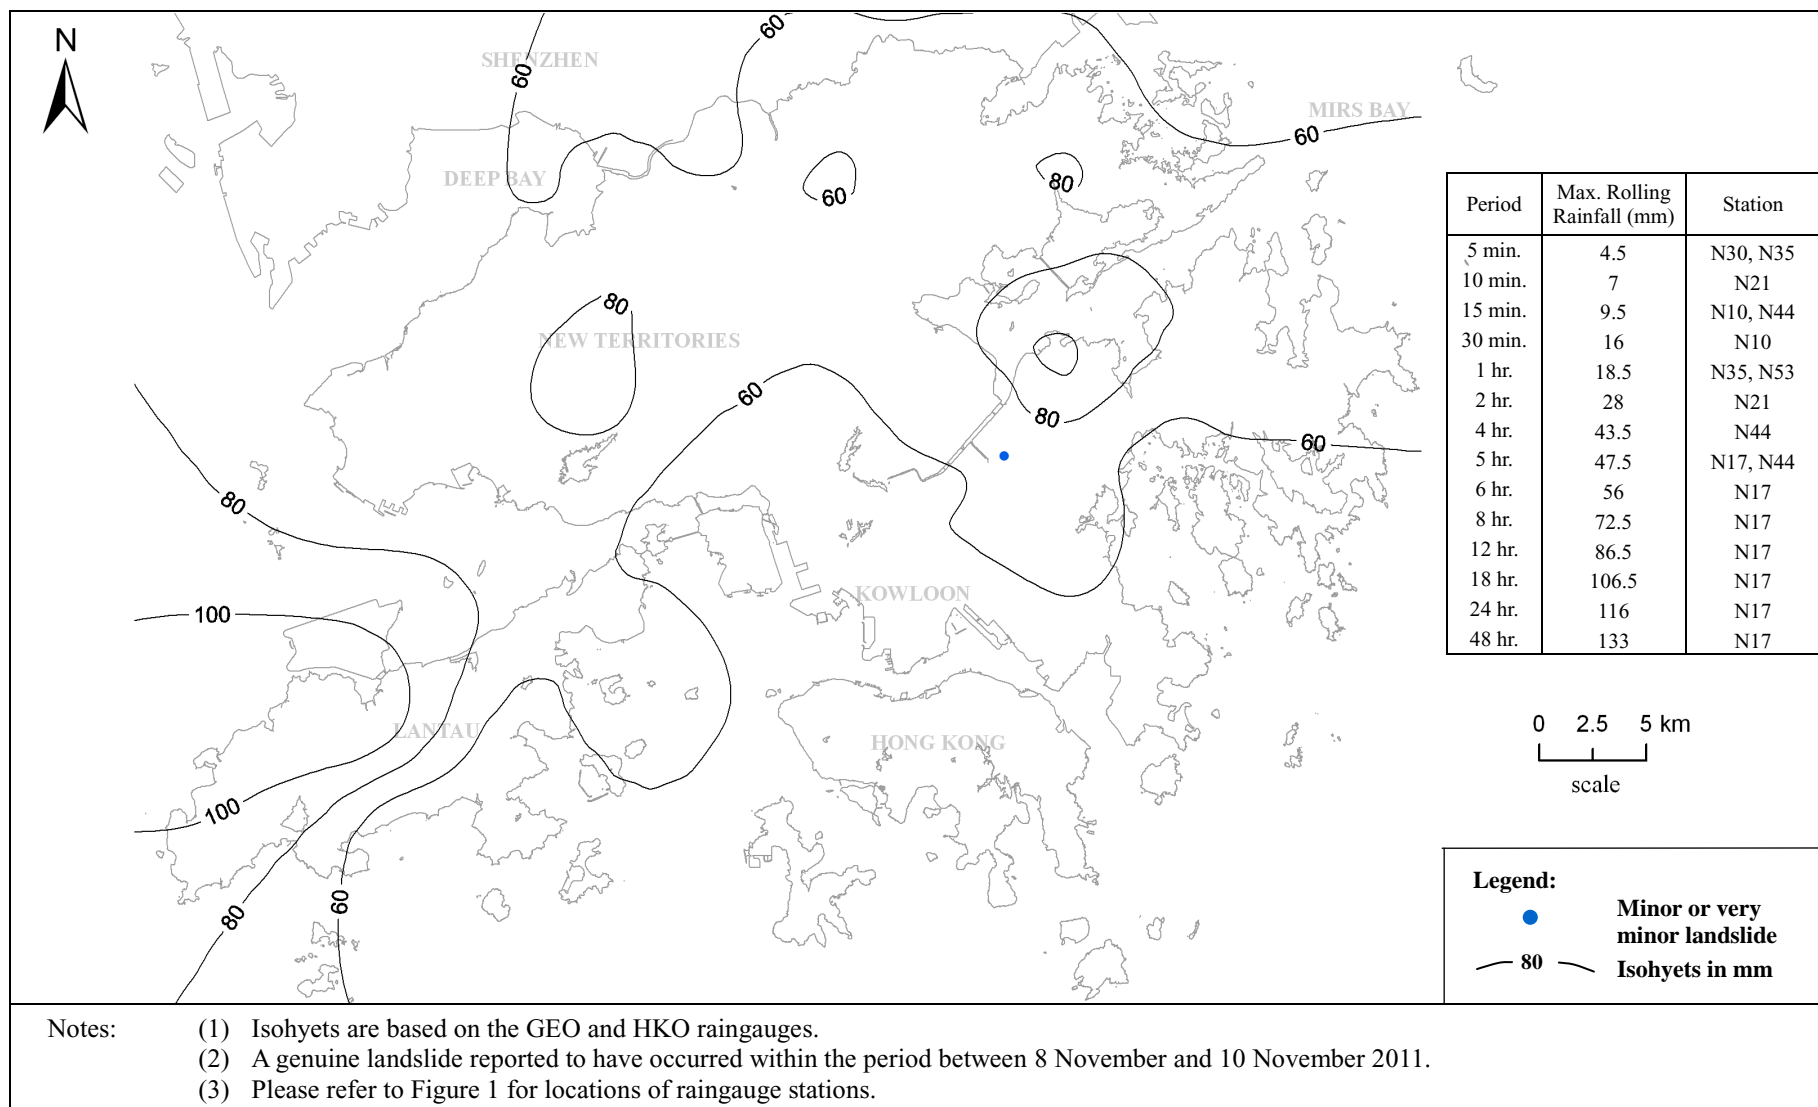 N
60
SHENZHEN
60
MIRS BAY
60
DEEP BAY
60
80
80
NEW TERRITORIES
60
80
60
80
KOWLOON
100
LANTAU
HONG KONG
100
80
60
Period Max. Rolling Rainfall (mm) Station
5 min. 4.5 N30, N35
10 min. 7 N21
15 min. 9.5 N10, N44
30 min. 16 N10
1 hr. 18.5 N35, N53
2 hr. 28 N21
4 hr. 43.5 N44
5 hr. 47.5 N17, N44
6 hr. 56 N17
8 hr. 72.5 N17
12 hr. 86.5 N17
18 hr. 106.5 N17
24 hr. 116 N17
48 hr. 133 N17
0 2.5 5 km
scale
Legend:
Minor or very
minor landslide
80 Isohyets in mm
Notes: (1) Isohyets are based on the GEO and HKO raingauges.
(2) A genuine landslide reported to have occurred within the period between 8 November and 10 November 2011.
(3) Please refer to Figure 1 for locations of raingauge stations.